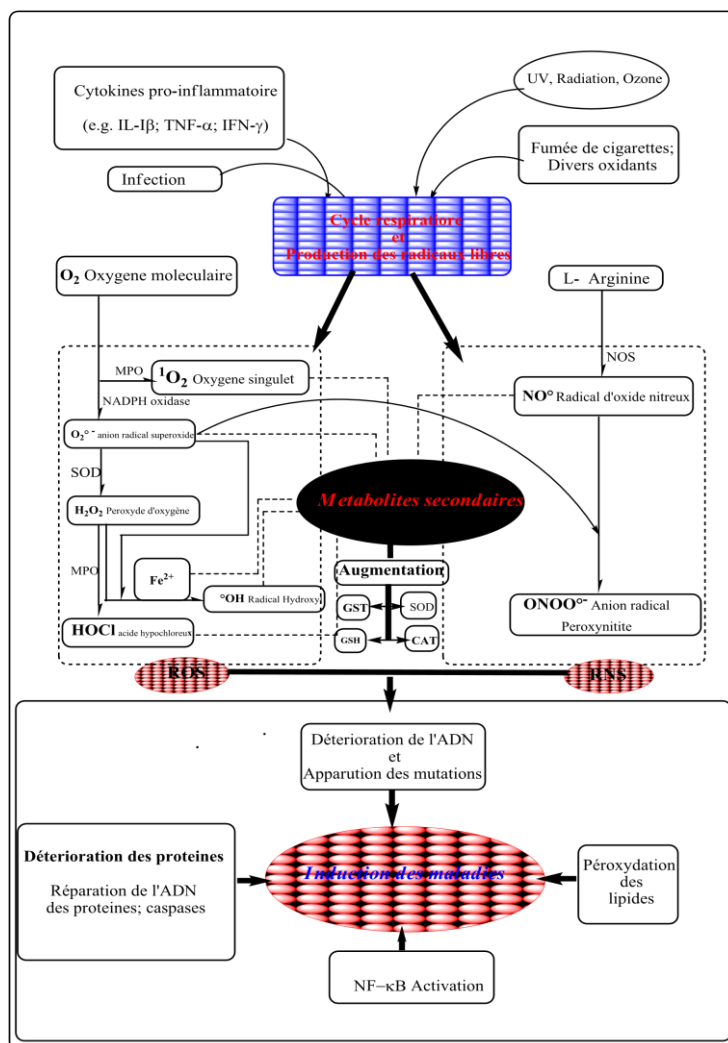 Cytokines pro-inflammatoire
(e.g. IL-Iβ; TNF-α; IFN-γ)
UV, Radiation, Ozone
Fumée de cigarettes;
Divers oxidants
Infection
Cycle respiratiore
et
Production des radicaux libres
O₂ Oxygene moleculaire
L- Arginine
MPO
¹O₂ Oxygene singulet
NADPH oxidase
NOS
NO° Radical d'oxide nitreux
O₂°⁻ anion radical superoxide
SOD
H₂O₂ Peroxyde d'oxygène
MPO
Fe²⁺
°OH Radical Hydroxyl
HOCl acide hypochloreux
Metabolites secondaires
Augmentation
GST
SOD
GSH
CAT
ONOO°⁻ Anion radical
Peroxynitite
ROS
RNS
Déterioration de l'ADN
et
Apparution des mutations
Déterioration des proteines
Réparation de l'ADN
des proteines; caspases
Induction des maladies
Péroxydation
des
lipides
NF−κB Activation